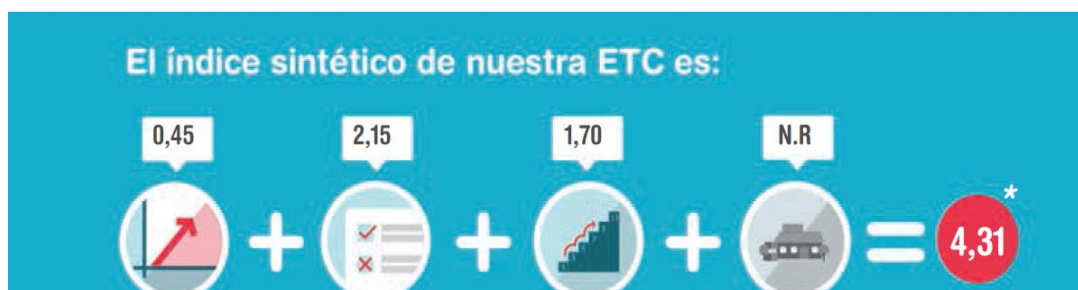 El índice sintético de nuestra ETC es:
0,45 2,15 1,70 N.R
+ + + = 4,31*